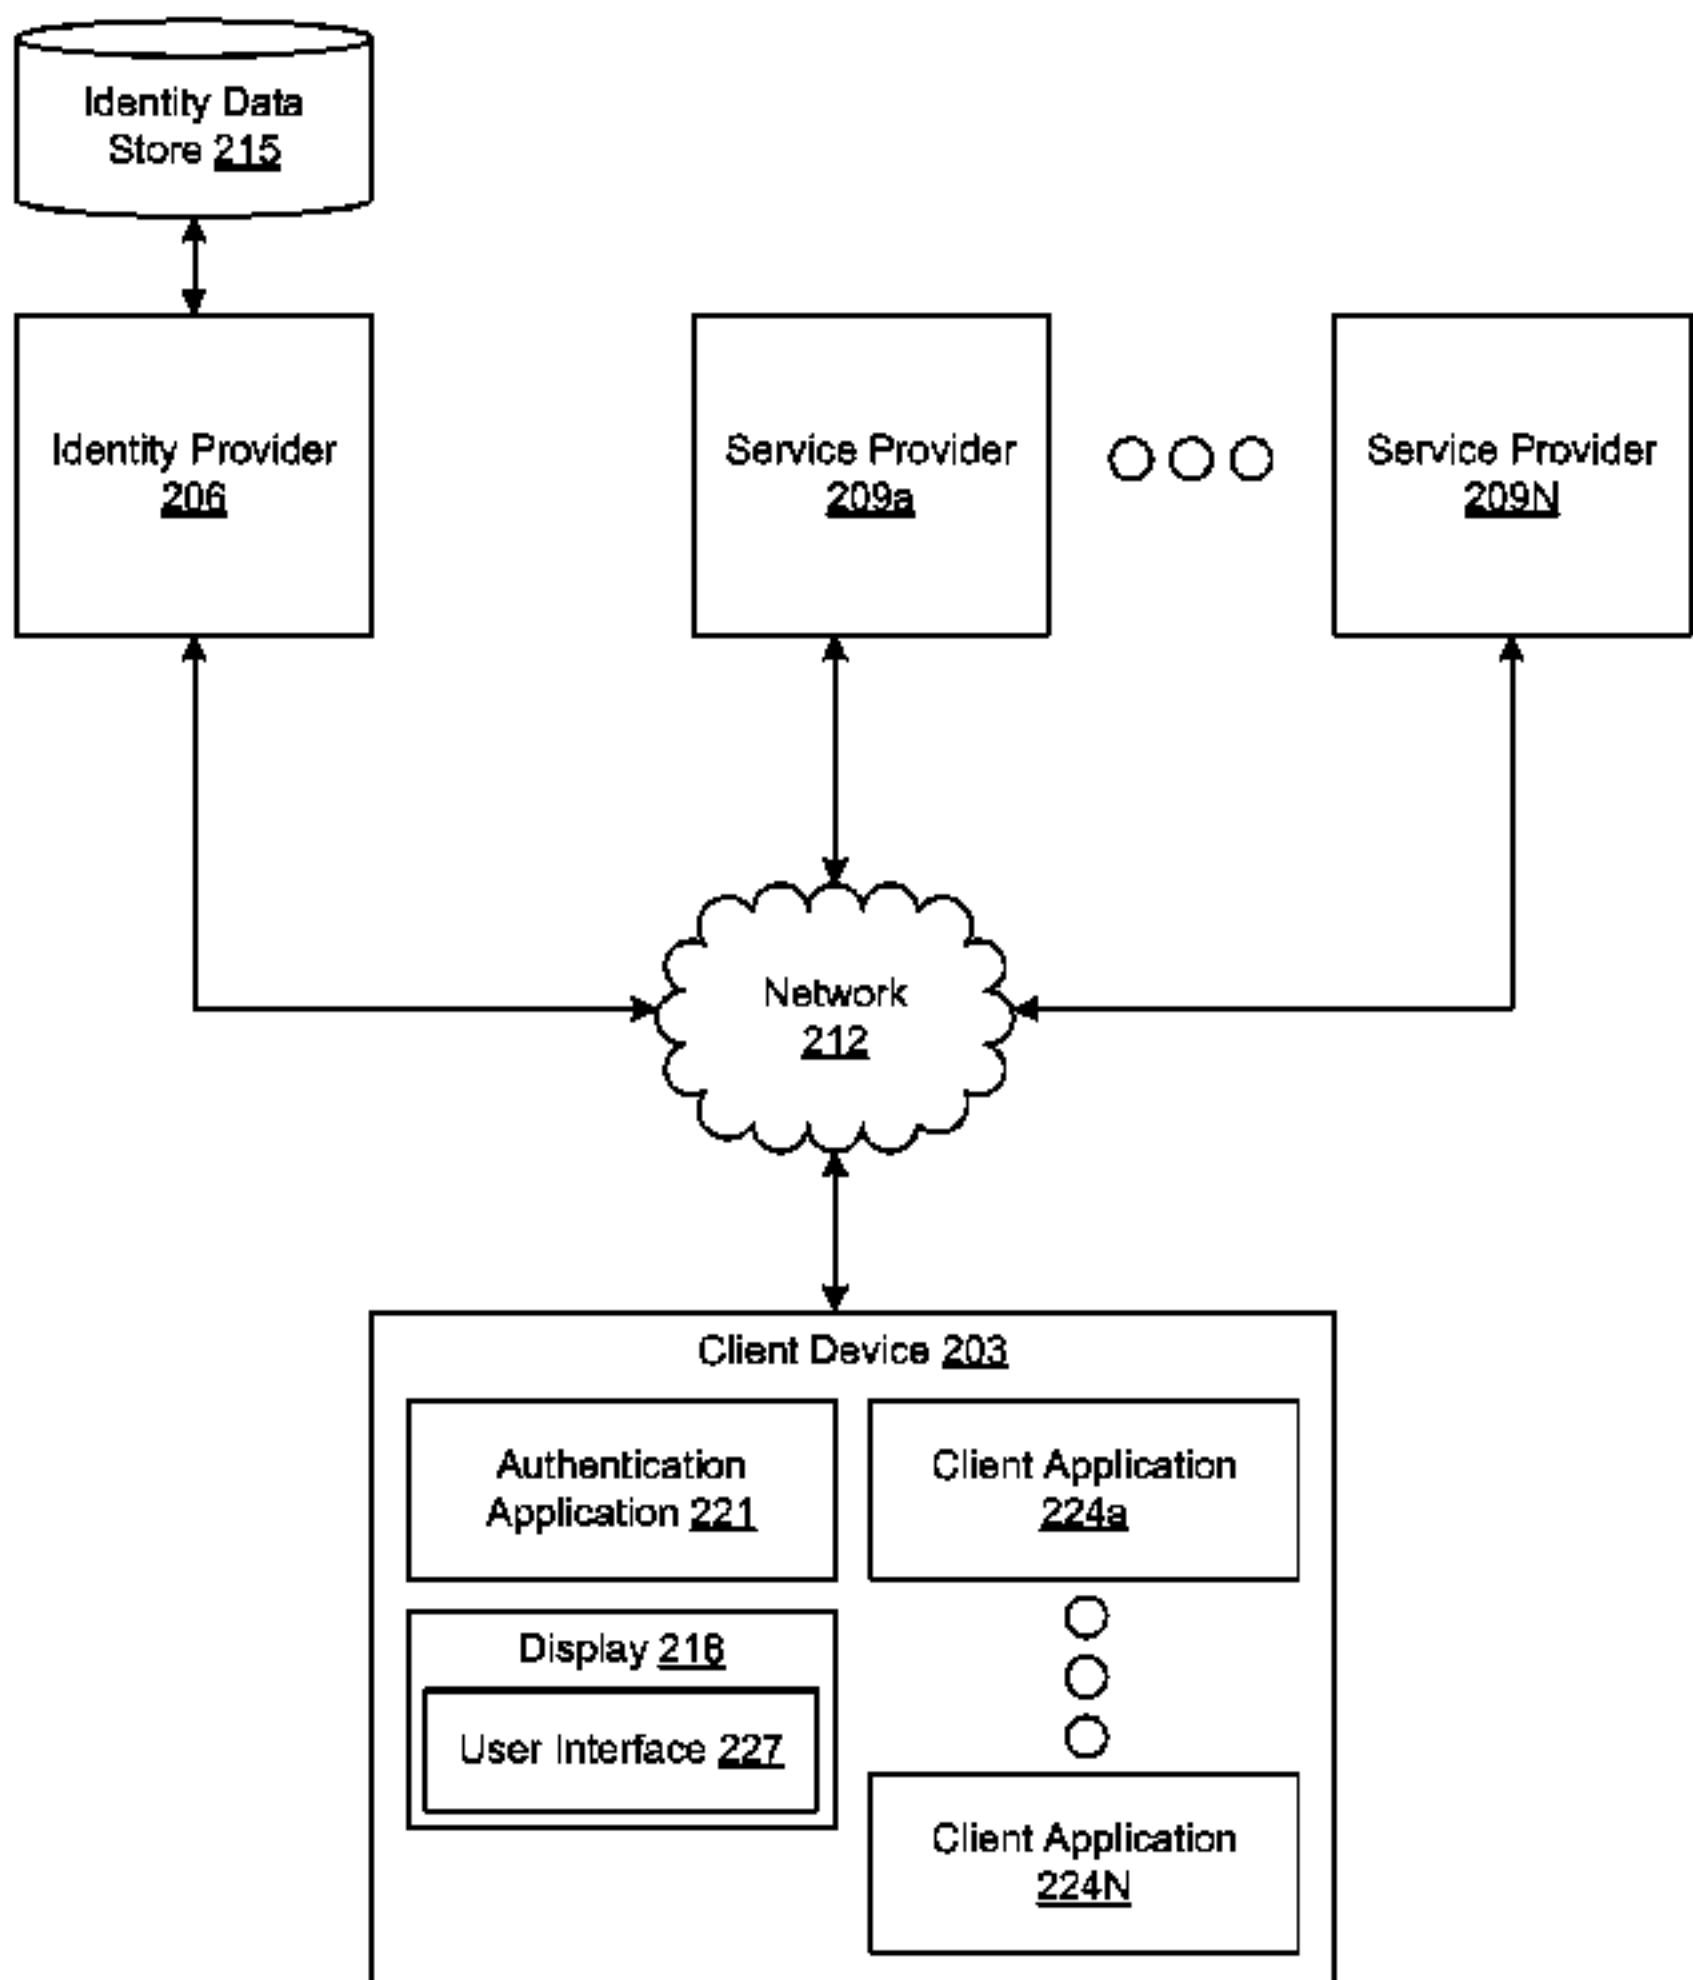 Identity Data
Store 215
Identity Provider
206
Service Provider
209a
Service Provider
209N
Network
212
Client Device 203
Authentication
Application 221
Client Application
224a
Display 218
User Interface 227
Client Application
224N